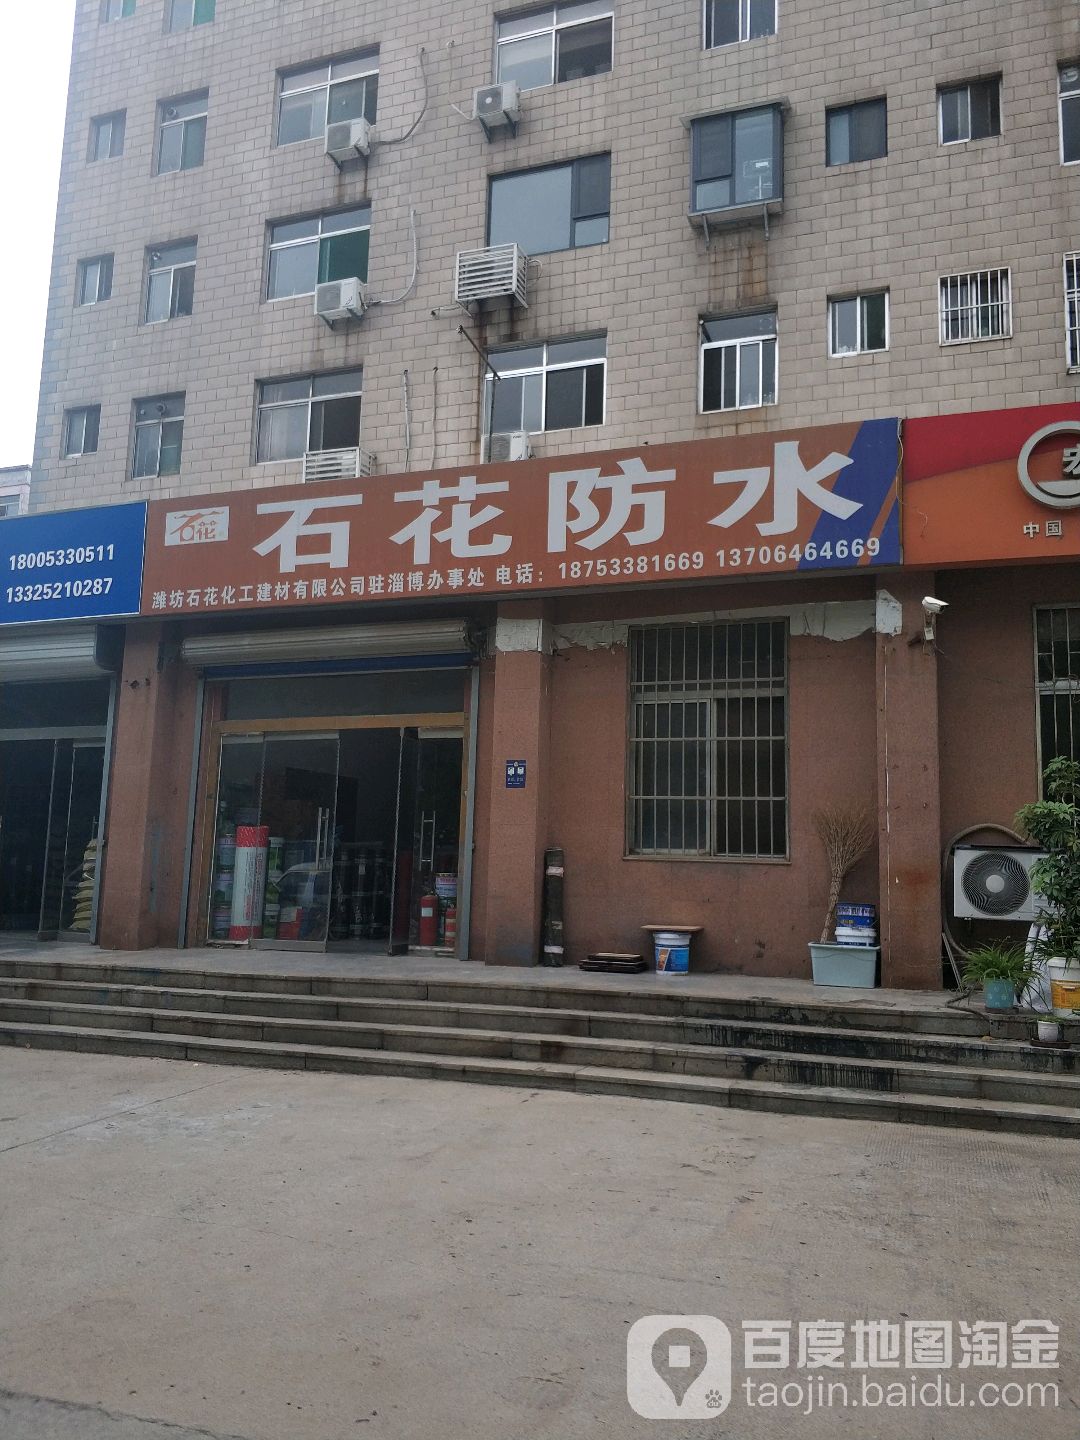 18005330511
13325210287
石花
石花防水
潍坊石花化工建材有限公司驻淄博办事处 电话：18753381669 13706464669
中国
百度地图淘金
taojin.baidu.com